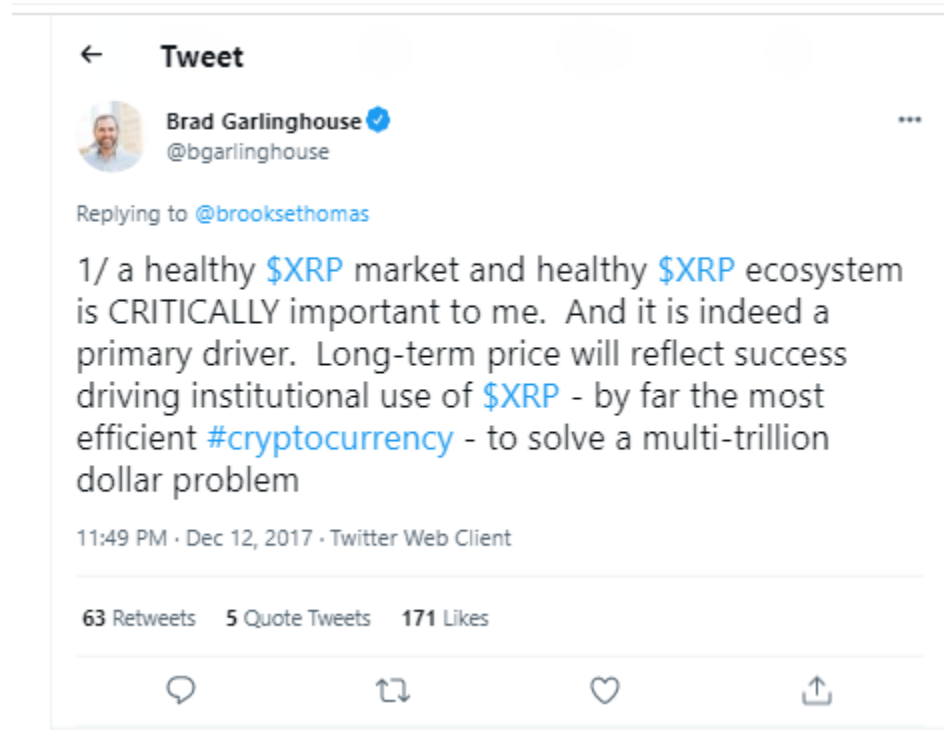 Tweet
Brad Garlinghouse
@bgarlinghouse
Replying to @brooksethomas
1/ a healthy $XRP market and healthy $XRP ecosystem
is CRITICALLY important to me.  And it is indeed a
primary driver.  Long-term price will reflect success
driving institutional use of $XRP - by far the most
efficient #cryptocurrency - to solve a multi-trillion
dollar problem
11:49 PM · Dec 12, 2017 · Twitter Web Client
63 Retweets 5 Quote Tweets 171 Likes